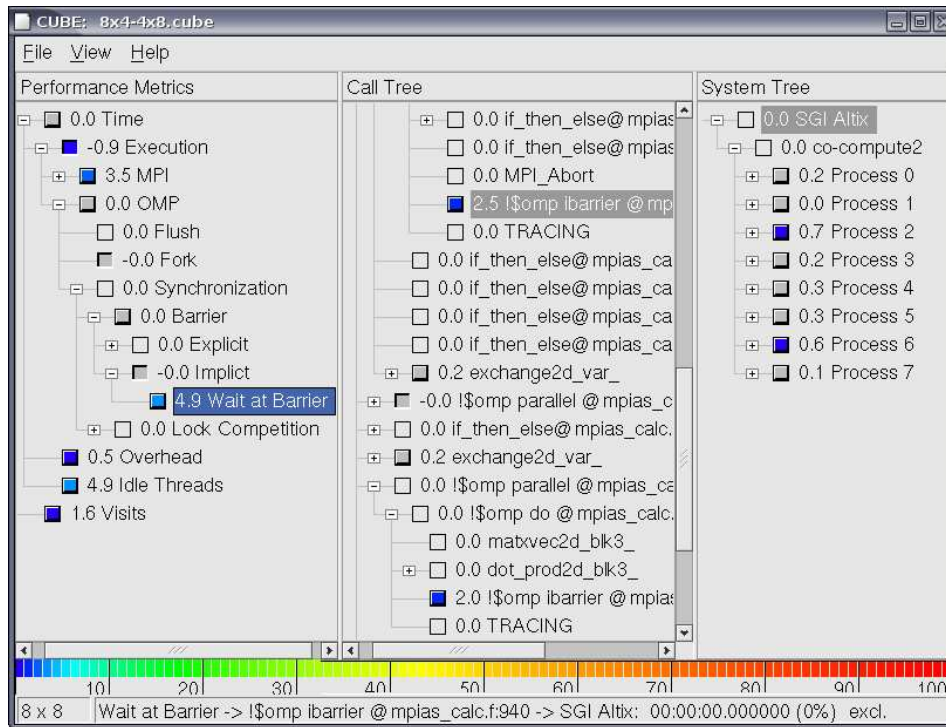 CUBE: 8x4-4x8.cube
File View Help
Performance Metrics
0.0 Time
-0.9 Execution
3.5 MPI
0.0 OMP
0.0 Flush
-0.0 Fork
0.0 Synchronization
0.0 Barrier
0.0 Explicit
-0.0 Implict
4.9 Wait at Barrier
0.0 Lock Competition
0.5 Overhead
4.9 Idle Threads
1.6 Visits
Call Tree
0.0 if_then_else@mpias
0.0 if_then_else@mpias
0.0 MPI_Abort
2.5 !$omp ibarrier @ mp
0.0 TRACING
0.0 if_then_else@mpias_ca
0.0 if_then_else@mpias_ca
0.0 if_then_else@mpias_ca
0.0 if_then_else@mpias_ca
0.2 exchange2d_var_
-0.0 !$omp parallel @ mpias_c
0.0 if_then_else@mpias_calc.
0.2 exchange2d_var_
0.0 !$omp parallel @ mpias_ca
0.0 !$omp do @ mpias_calc.
0.0 matxvec2d_blk3_
0.0 dot_prod2d_blk3_
2.0 !$omp ibarrier @ mpias
0.0 TRACING
System Tree
0.0 SGI Altix
0.0 co-compute2
0.2 Process 0
0.0 Process 1
0.7 Process 2
0.2 Process 3
0.3 Process 4
0.3 Process 5
0.6 Process 6
0.1 Process 7
10 20 30 40 50 60 70 80 90 100
8 x 8 Wait at Barrier -> !$omp ibarrier @ mpias_calc.f:940 -> SGI Altix: 00:00:00.000000 (0%) excl.